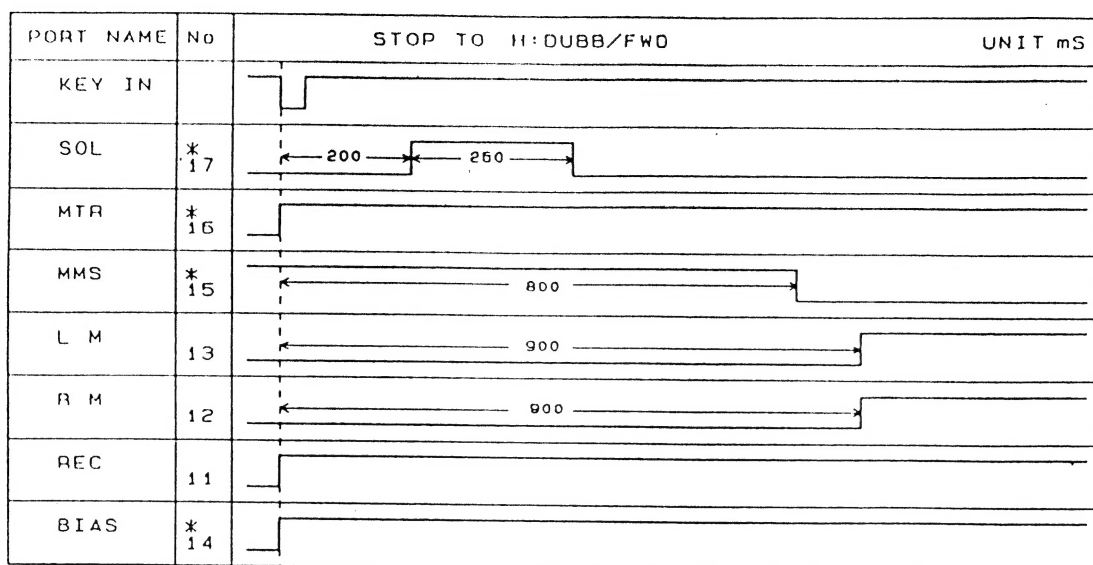 PORT NAME No STOP TO H:DUBB/FWD UNIT mS
KEY IN
SOL * 17 200 250
MTR * 16
MMS * 15 800
L M 13 900
R M 12 900
REC 11
BIAS * 14